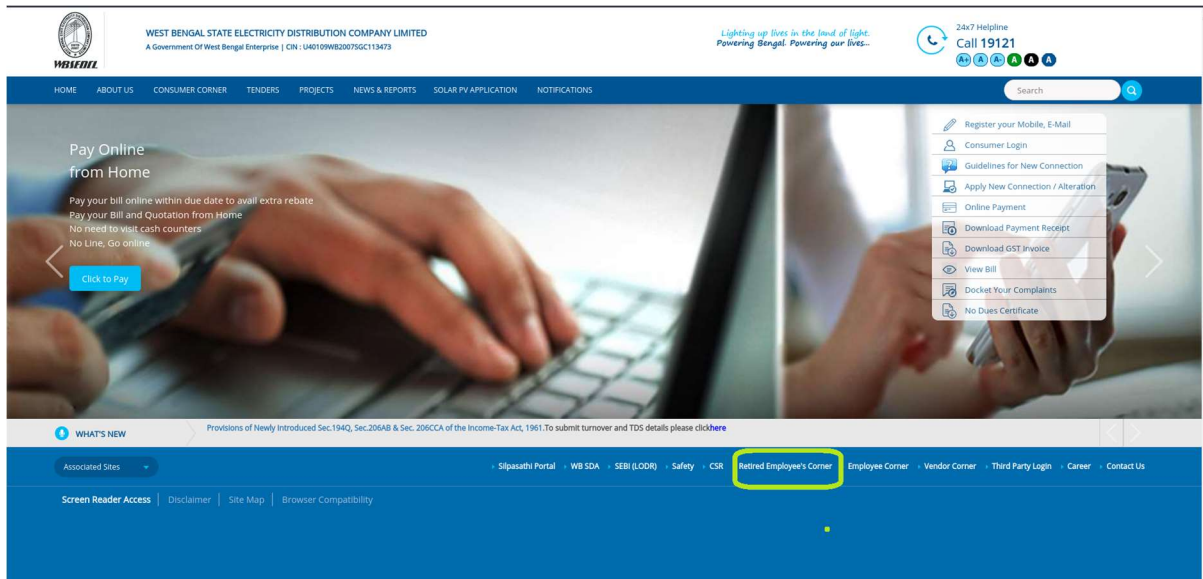 WBSEDCL
WEST BENGAL STATE ELECTRICITY DISTRIBUTION COMPANY LIMITED
A Government Of West Bengal Enterprise | CIN : U40109WB2007SGC113473
Lighting up lives in the land of light.
Powering Bengal. Powering our lives...
24x7 Helpline
Call 19121
A+ A A- A A A
HOME ABOUT US CONSUMER CORNER TENDERS PROJECTS NEWS & REPORTS SOLAR PV APPLICATION NOTIFICATIONS Search
Pay Online
from Home
Pay your bill online within due date to avail extra rebate
Pay your Bill and Quotation from Home
No need to visit cash counters
No Line, Go online
Click to Pay
Register your Mobile, E-Mail
Consumer Login
Guidelines for New Connection
Apply New Connection / Alteration
Online Payment
Download Payment Receipt
Download GST Invoice
View Bill
Docket Your Complaints
No Dues Certificate
WHAT'S NEW Provisions of Newly Introduced Sec.194Q, Sec.206AB & Sec. 206CCA of the Income-Tax Act, 1961.To submit turnover and TDS details please clickhere
Associated Sites Silpasathi Portal WB SDA SEBI (LODR) Safety CSR Retired Employee's Corner Employee Corner Vendor Corner Third Party Login Career Contact Us
Screen Reader Access | Disclaimer | Site Map | Browser Compatibility